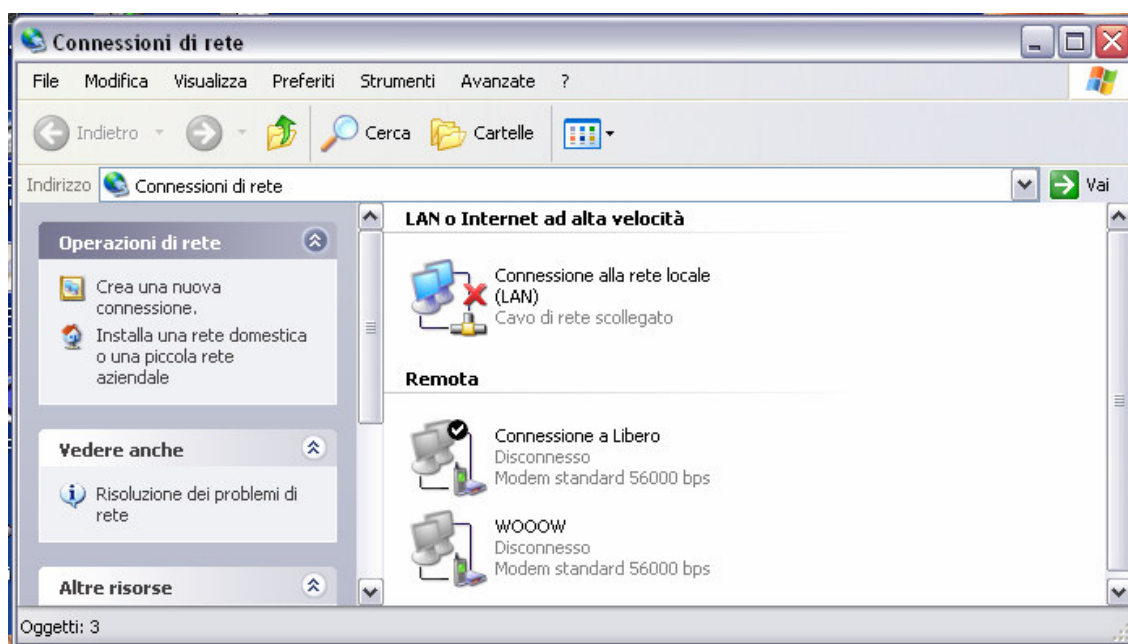 Connessioni di rete
File Modifica Visualizza Preferiti Strumenti Avanzate ?
Indietro Cerca Cartelle
Indirizzo Connessioni di rete Vai
Operazioni di rete
Crea una nuova
connessione.
Installa una rete domestica
o una piccola rete
aziendale
Vedere anche
Risoluzione dei problemi di
rete
Altre risorse
LAN o Internet ad alta velocità
Connessione alla rete locale
(LAN)
Cavo di rete scollegato
Remota
Connessione a Libero
Disconnesso
Modem standard 56000 bps
WOOOW
Disconnesso
Modem standard 56000 bps
Oggetti: 3